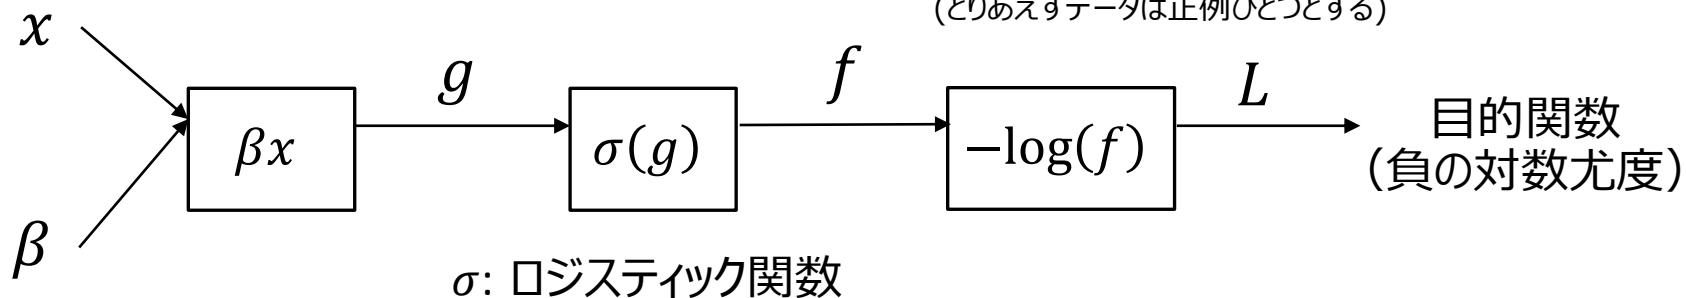 (とりあえずデータは正例ひとつとする)
x
g
f
L
βx
σ(g)
−log(f)
目的関数
(負の対数尤度)
β
σ: ロジスティック関数